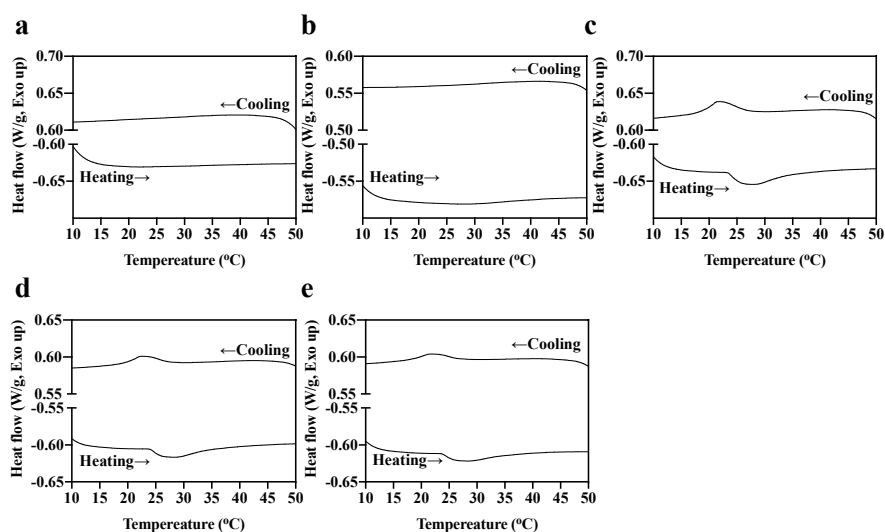 a
0.70
0.65
0.60
-0.60
-0.65
←Cooling
Heating→
10 15 20 25 30 35 40 45 50
Tempereature (ºC)
Heat flow (W/g, Exo up)
b
0.60
0.55
0.50
-0.50
-0.55
←Cooling
Heating→
10 15 20 25 30 35 40 45 50
Tempereature (ºC)
Heat flow (W/g, Exo up)
c
0.70
0.65
0.60
-0.60
-0.65
←Cooling
Heating→
10 15 20 25 30 35 40 45 50
Tempereature (ºC)
Heat flow (W/g, Exo up)
d
0.65
0.60
0.55
-0.55
-0.60
-0.65
←Cooling
Heating→
10 15 20 25 30 35 40 45 50
Tempereature (ºC)
Heat flow (W/g, Exo up)
e
0.65
0.60
0.55
-0.55
-0.60
-0.65
←Cooling
Heating→
10 15 20 25 30 35 40 45 50
Tempereature (ºC)
Heat flow (W/g, Exo up)